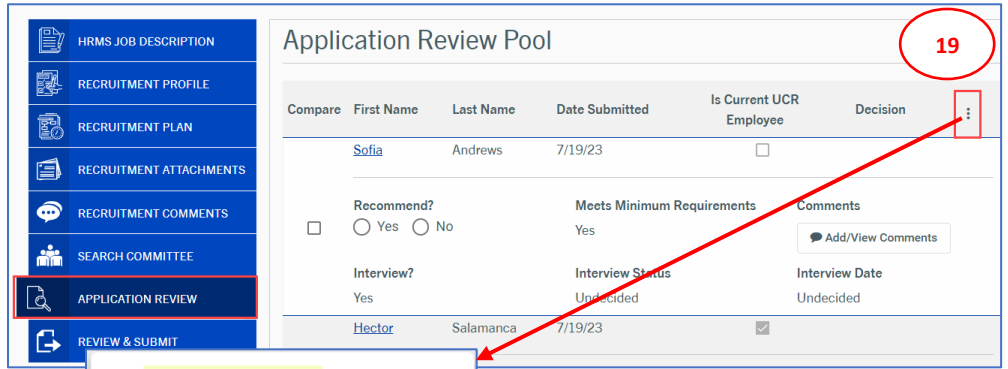 HRMS JOB DESCRIPTION
RECRUITMENT PROFILE
RECRUITMENT PLAN
RECRUITMENT ATTACHMENTS
RECRUITMENT COMMENTS
SEARCH COMMITTEE
APPLICATION REVIEW
REVIEW & SUBMIT
Application Review Pool
19
Compare First Name Last Name Date Submitted Is Current UCR Employee Decision
Sofia Andrews 7/19/23
Recommend? Meets Minimum Requirements Comments
Yes No Yes Add/View Comments
Interview? Interview Status Interview Date
Yes Undecided Undecided
Hector Salamanca 7/19/23